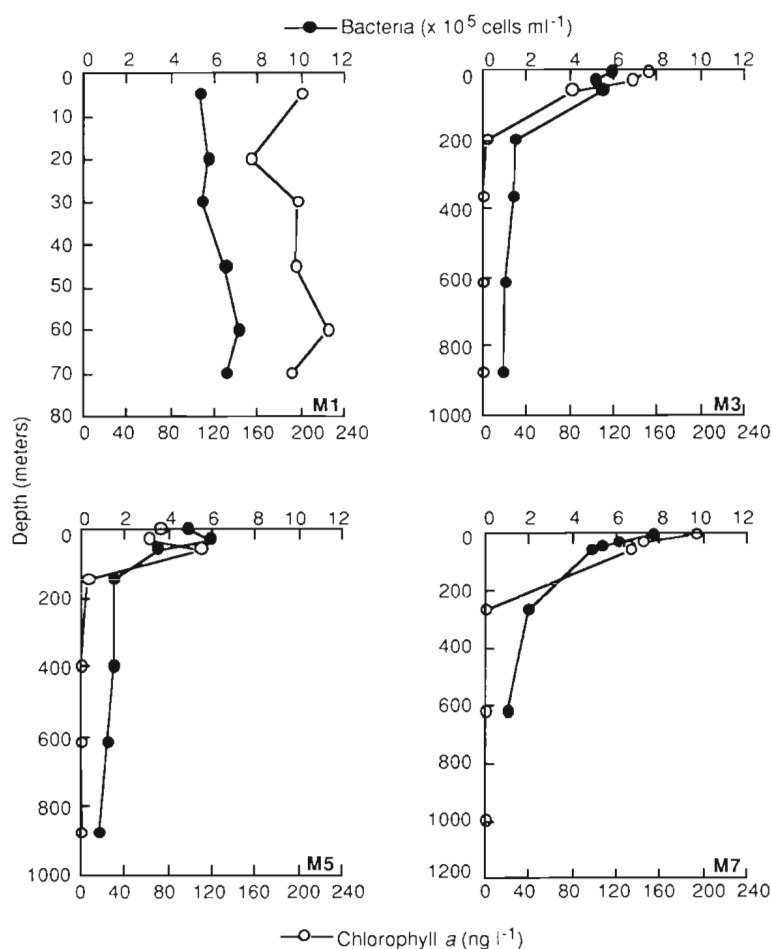 Bacteria (x 10⁵ cells ml⁻¹)
0 2 4 6 8 10 12
0 2 4 6 8 10 12
0
10
20
30
40
50
60
70
80
M1
0 40 80 120 160 200 240
0
200
400
600
800
1000
M3
0 40 80 120 160 200 240
Depth (meters)
0 2 4 6 8 10 12
0 2 4 6 8 10 12
0
200
400
600
800
1000
M5
0 40 80 120 160 200 240
0
200
400
600
800
1000
1200
M7
0 40 80 120 160 200 240
Chlorophyll a (ng l⁻¹)